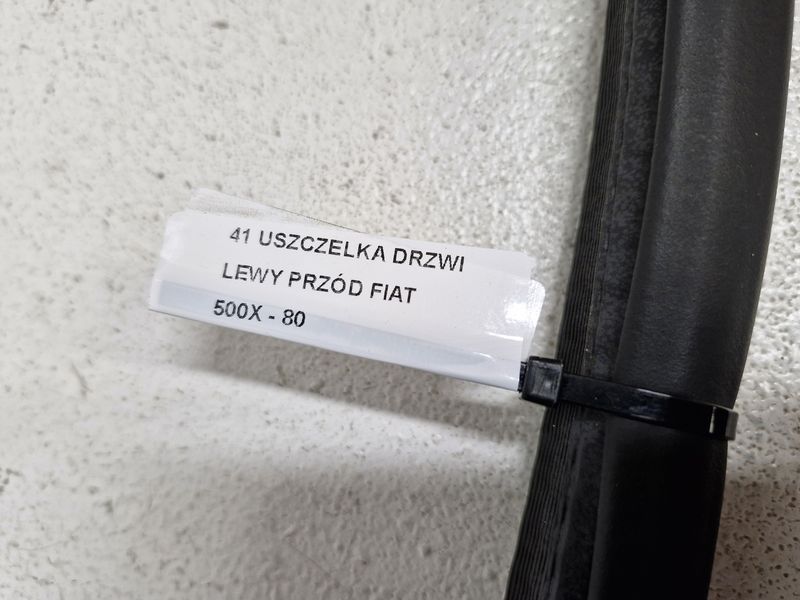 41 USZCZELKA DRZWI
LEWY PRZÓD FIAT
500X - 80